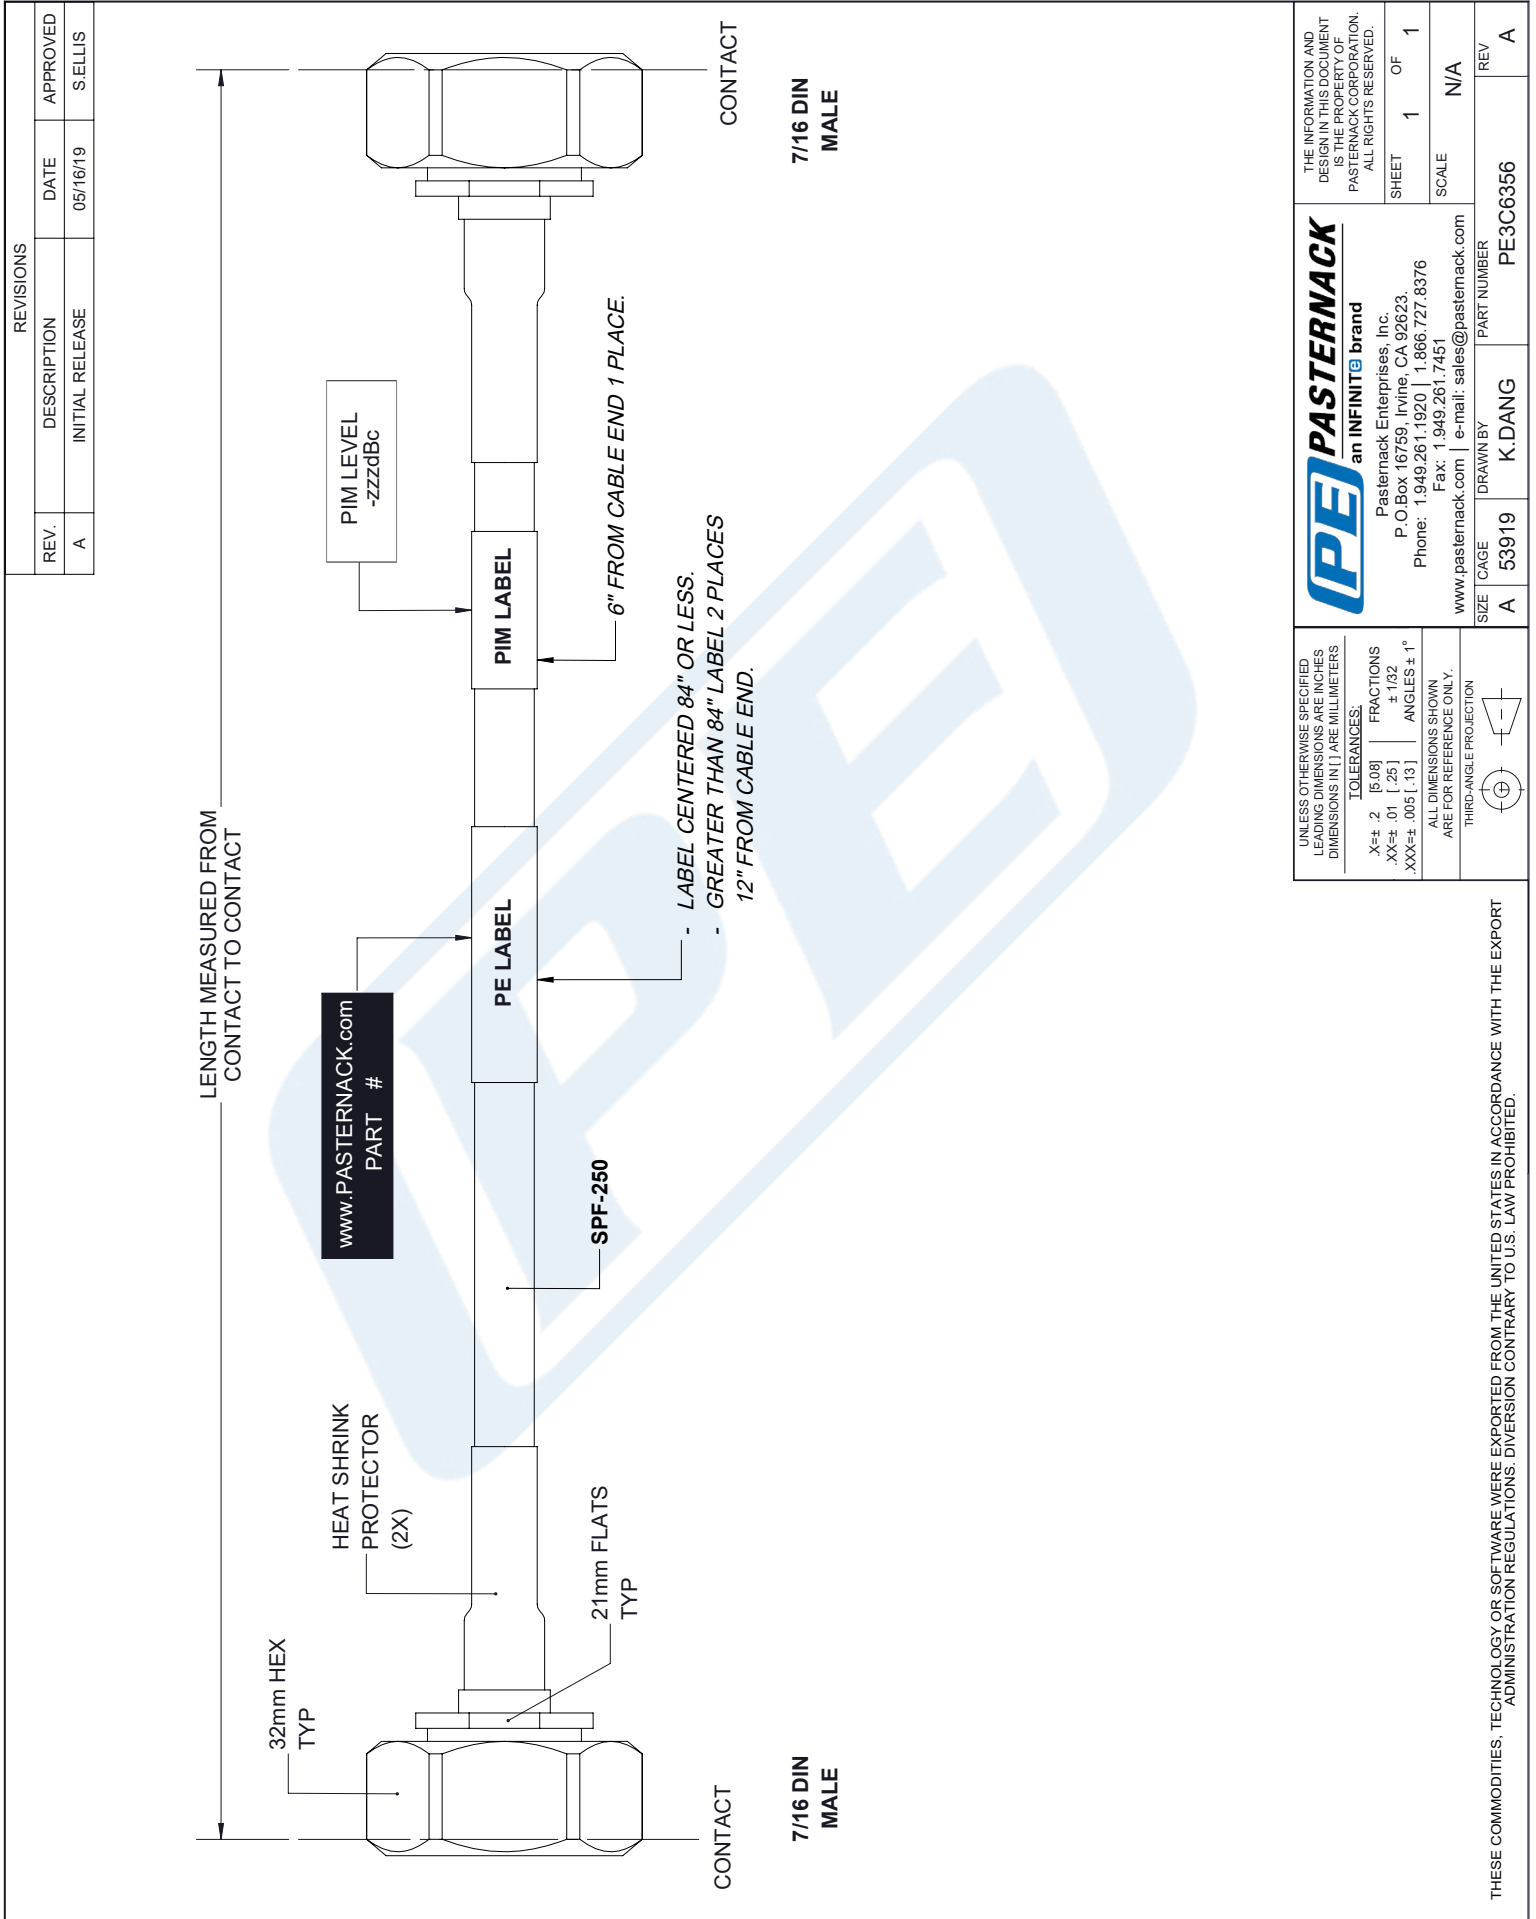 REVISIONS
REV. DESCRIPTION DATE APPROVED
A INITIAL RELEASE 05/16/19 S.ELLIS
LENGTH MEASURED FROM
CONTACT TO CONTACT
32mm HEX
TYP
HEAT SHRINK
PROTECTOR
(2X)
www.PASTERNACK.com
PART #
PIM LEVEL
-zzzdBc
PE LABEL
PIM LABEL
21mm FLATS
TYP
SPF-250
6" FROM CABLE END 1 PLACE.
- LABEL CENTERED 84" OR LESS.
- GREATER THAN 84" LABEL 2 PLACES
12" FROM CABLE END.
CONTACT
7/16 DIN
MALE
CONTACT
7/16 DIN
MALE
PE
THESE COMMODITIES, TECHNOLOGY OR SOFTWARE WERE EXPORTED FROM THE UNITED STATES IN ACCORDANCE WITH THE EXPORT
ADMINISTRATION REGULATIONS. DIVERSION CONTRARY TO U.S. LAW PROHIBITED.
UNLESS OTHERWISE SPECIFIED
LEADING DIMENSIONS ARE INCHES
DIMENSIONS IN [ ] ARE MILLIMETERS
TOLERANCES:
.X=± .2 [5.08] FRACTIONS
.XX=± .01 [ .25 ] ± 1/32
.XXX=± .005 [ .13 ] ANGLES ± 1°
ALL DIMENSIONS SHOWN
ARE FOR REFERENCE ONLY.
THIRD-ANGLE PROJECTION
PE PASTERNACK
an INFINITe brand
Pasternack Enterprises, Inc.
P.O.Box 16759, Irvine, CA 92623.
Phone: 1.949.261.1920 | 1.866.727.8376
Fax: 1.949.261.7451
www.pasternack.com | e-mail: sales@pasternack.com
THE INFORMATION AND
DESIGN IN THIS DOCUMENT
IS THE PROPERTY OF
PASTERNACK CORPORATION.
ALL RIGHTS RESERVED.
SHEET 1 OF 1
SCALE N/A
SIZE A
CAGE 53919
DRAWN BY K.DANG
PART NUMBER PE3C6356
REV A